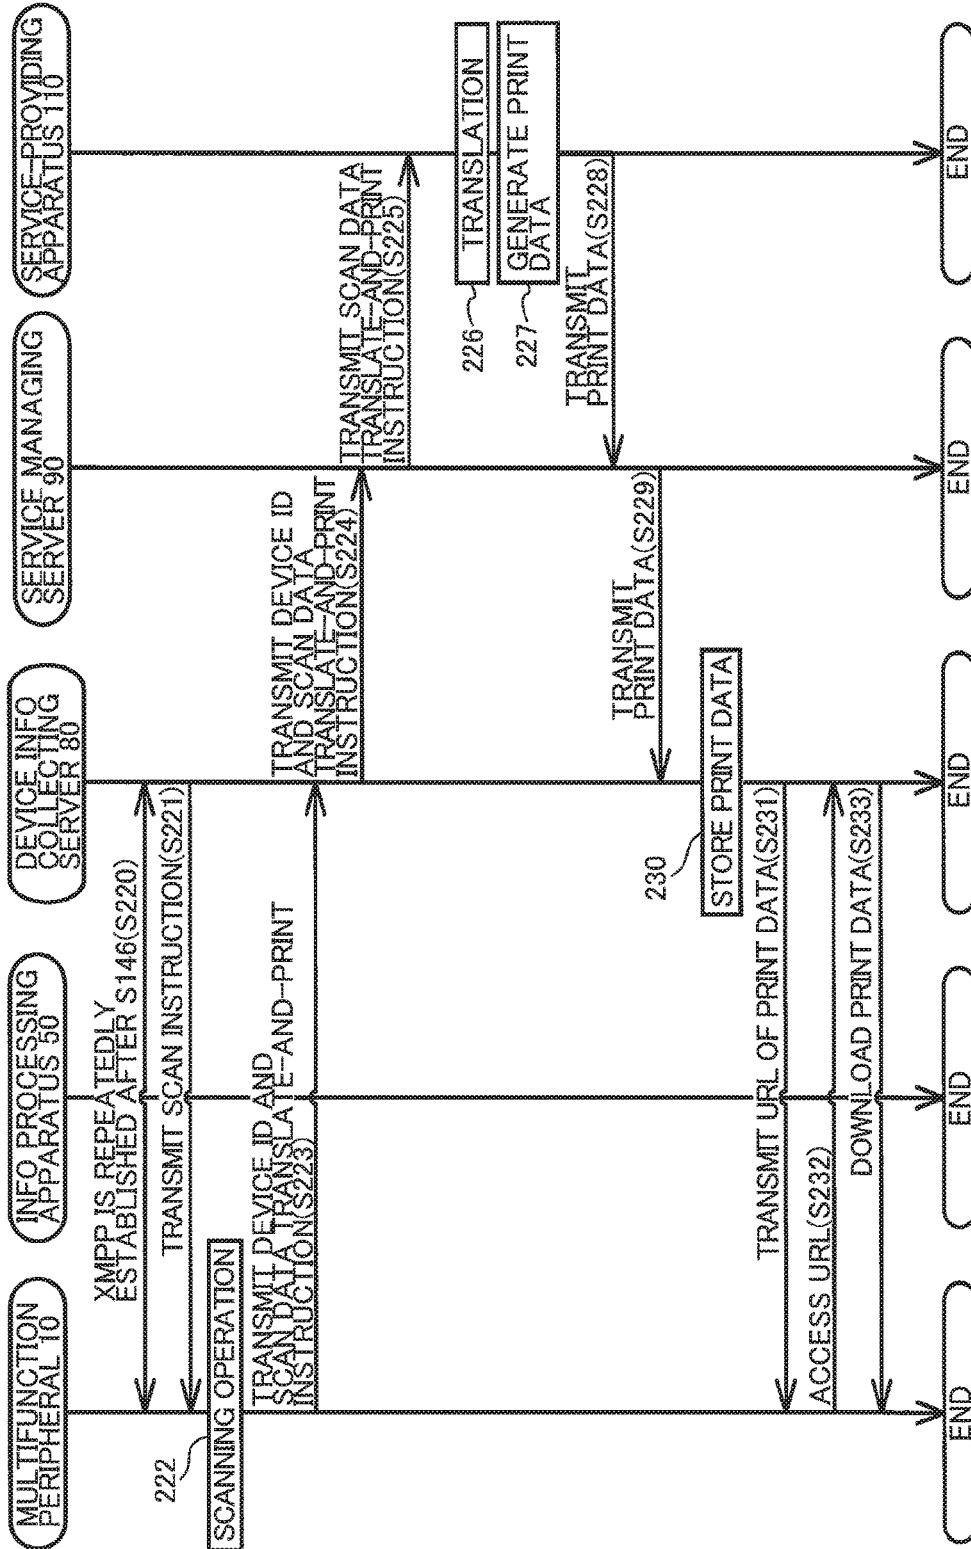 MULTIFUNCTION
PERIPHERAL 10
INFO PROCESSING
APPARATUS 50
DEVICE INFO
COLLECTING
SERVER 80
SERVICE MANAGING
SERVER 90
SERVICE-PROVIDING
APPARATUS 110
XMPP IS REPEATEDLY
ESTABLISHED AFTER S146(S220)
TRANSMIT SCAN INSTRUCTION(S221)
222
SCANNING OPERATION
TRANSMIT DEVICE ID AND
SCAN DATA TRANSLATE-AND-PRINT
INSTRUCTION(S223)
TRANSMIT DEVICE ID
AND SCAN DATA
TRANSLATE-AND-PRINT
INSTRUCTION(S224)
TRANSMIT SCAN DATA
TRANSLATE-AND-PRINT
INSTRUCTION(S225)
226
TRANSLATION
227
GENERATE PRINT
DATA
TRANSMIT
PRINT DATA(S228)
TRANSMIT
PRINT DATA(S229)
230
STORE PRINT DATA
TRANSMIT URL OF PRINT DATA(S231)
ACCESS URL(S232)
DOWNLOAD PRINT DATA(S233)
END
END
END
END
END